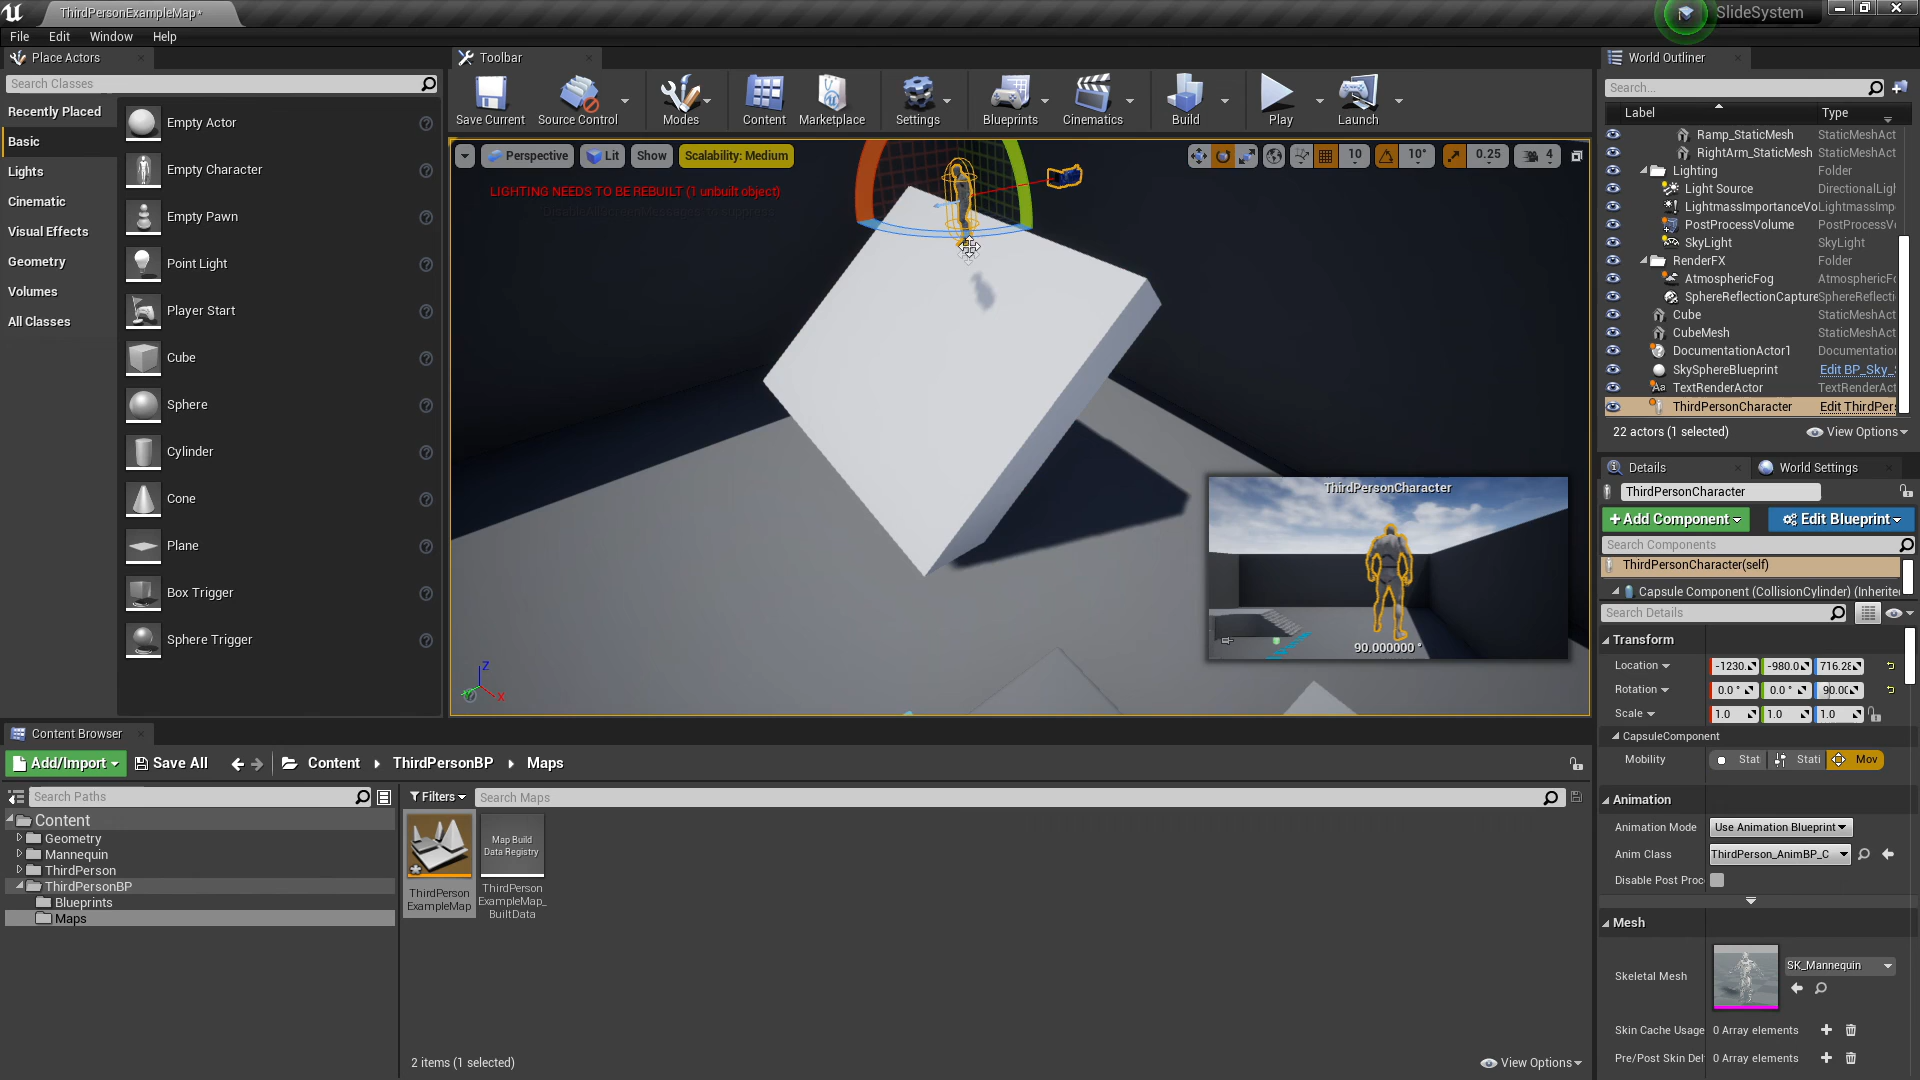 ThirdPersonExampleMap*
SlideSystem
File Edit Window Help
Place Actors
Search Classes
Recently Placed
Basic
Lights
Cinematic
Visual Effects
Geometry
Volumes
All Classes
Empty Actor
Empty Character
Empty Pawn
Point Light
Player Start
Cube
Sphere
Cylinder
Cone
Plane
Box Trigger
Sphere Trigger
Toolbar
Save Current
Source Control
Modes
Content
Marketplace
Settings
Blueprints
Cinematics
Build
Play
Launch
Perspective
Lit
Show
Scalability: Medium
10
10°
0.25
4
LIGHTING NEEDS TO BE REBUILT (1 unbuilt object)
ThirdPersonCharacter
90.000000 °
Z
X
World Outliner
Search...
Label Type
Ramp_StaticMesh StaticMeshAct
RightArm_StaticMesh StaticMeshAct
Lighting Folder
Light Source DirectionalLigh
LightmassImportanceVo LightmassImp
PostProcessVolume PostProcessVo
SkyLight SkyLight
RenderFX Folder
AtmosphericFog AtmosphericFo
SphereReflectionCapture SphereReflecti
Cube StaticMeshAct
CubeMesh StaticMeshAct
DocumentationActor1 Documentatio
SkySphereBlueprint Edit BP_Sky_
TextRenderActor TextRenderAct
ThirdPersonCharacter Edit ThirdPers
22 actors (1 selected)
View Options
Details
World Settings
ThirdPersonCharacter
+Add Component
Edit Blueprint
Search Components
ThirdPersonCharacter(self)
Capsule Component (CollisionCylinder) (Inherite
Search Details
Transform
Location -1230. -980.0 716.28
Rotation 0.0 ° 0.0 ° 90.00
Scale 1.0 1.0 1.0
CapsuleComponent
Mobility Stat Stati Mov
Animation
Animation Mode Use Animation Blueprint
Anim Class ThirdPerson_AnimBP_C
Disable Post Proc
Mesh
Skeletal Mesh SK_Mannequin
Skin Cache Usage 0 Array elements
Pre/Post Skin Del 0 Array elements
Content Browser
Add/Import
Save All
Content
ThirdPersonBP
Maps
Search Paths
Content
Geometry
Mannequin
ThirdPerson
ThirdPersonBP
Blueprints
Maps
Filters
Search Maps
ThirdPerson
ExampleMap
Map Build
Data Registry
ThirdPerson
ExampleMap_
BuiltData
2 items (1 selected)
View Options